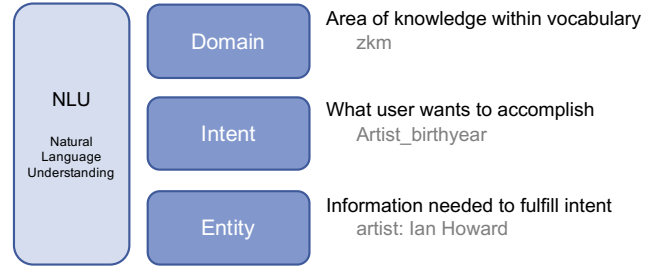 NLU
Natural
Language
Understanding
Domain
Area of knowledge within vocabulary
zkm
Intent
What user wants to accomplish
Artist_birthyear
Entity
Information needed to fulfill intent
artist: Ian Howard